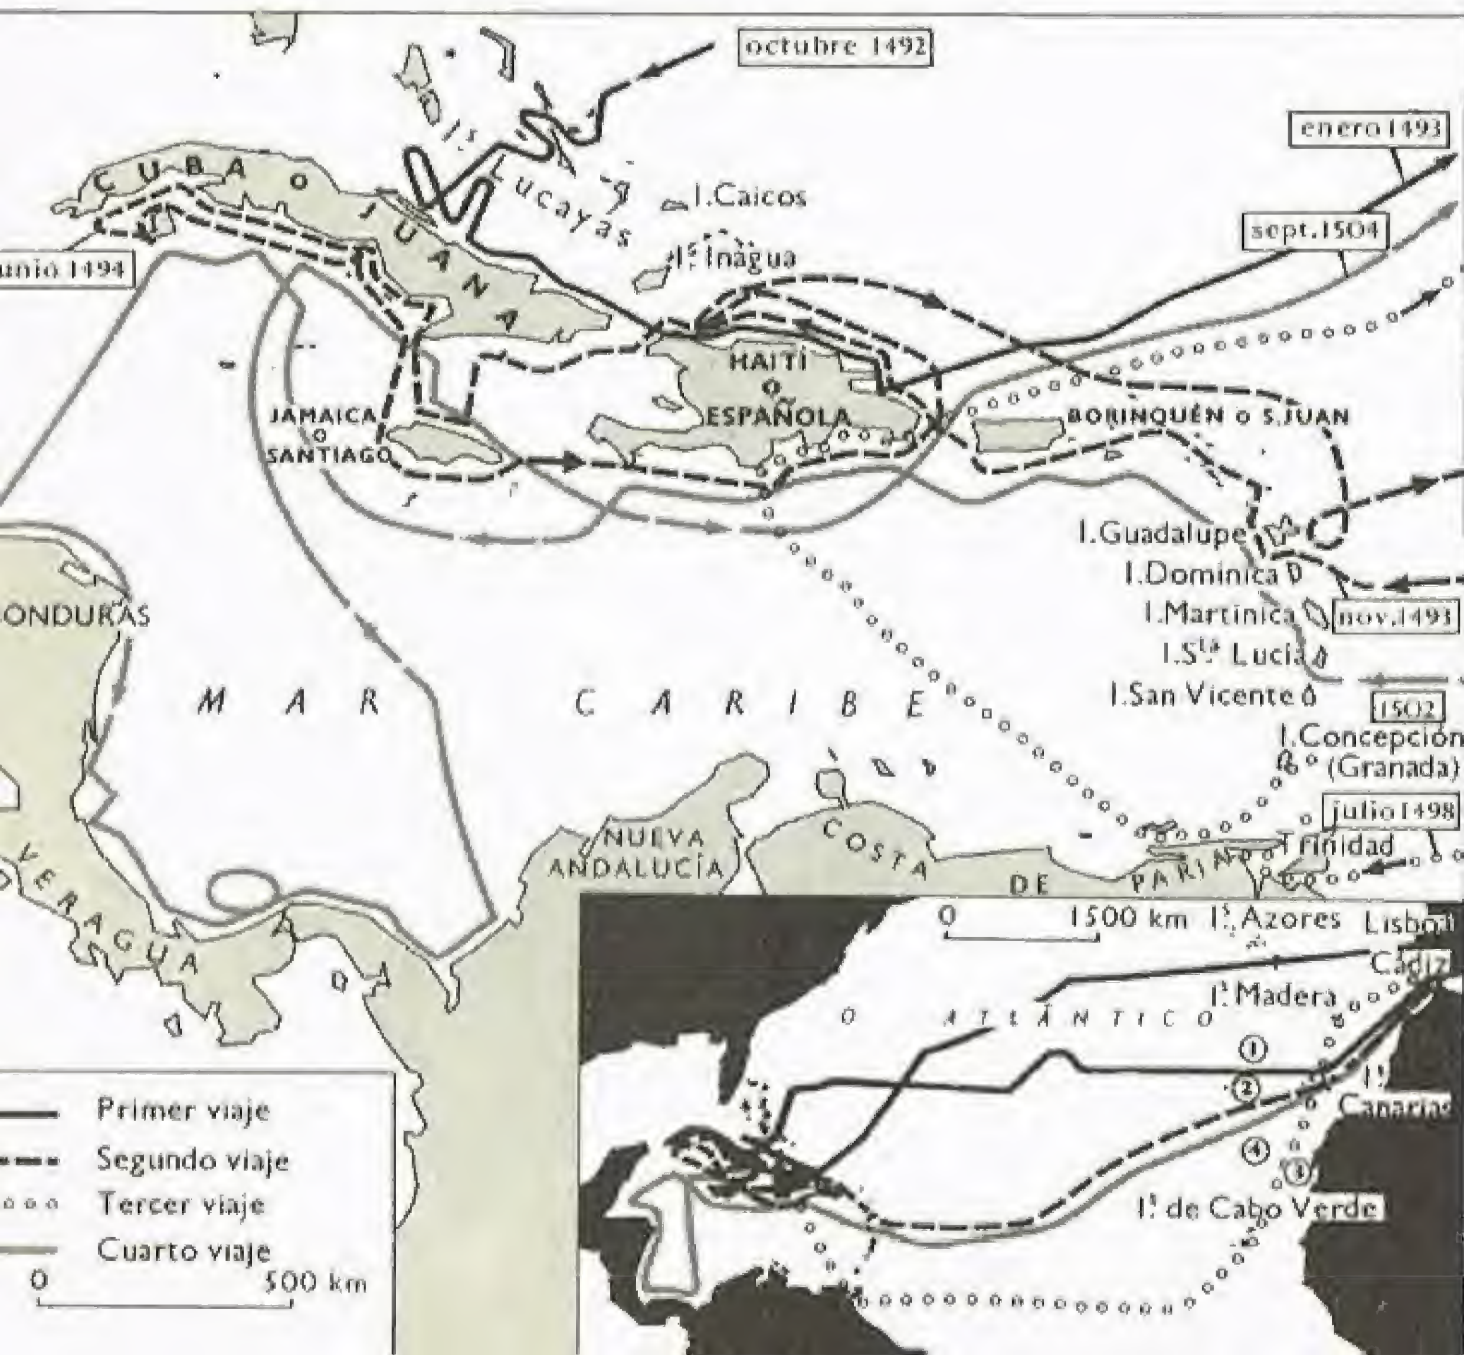 octubre 1492
enero 1493
CUBA o JUANA
Iˢ. Lucayas
I.Caicos
sept.1504
Iˢ. Inagua
unio 1494
HAITÍ
o
ESPAÑOLA
JAMAICA
o
SANTIAGO
BORINQUÉN o S.JUAN
I.Guadalupe
I.Dominica
I.Martinica
nov.1493
ONDURAS
I.Sᵗᵃ Lucía
I.San Vicente
MAR CARIBE
1502
I.Concepción
(Granada)
julio 1498
Trinidad
NUEVA
ANDALUCÍA
COSTA DE PARIA
VERAGUA
0 1500 km
Iˢ. Azores
Lisboa
Cádiz
Iˢ. Madera
O ATLÁNTICO
1
2
Iˢ.
Canarias
4
3
Iˢ. de Cabo Verde
Primer viaje
Segundo viaje
Tercer viaje
Cuarto viaje
0 500 km